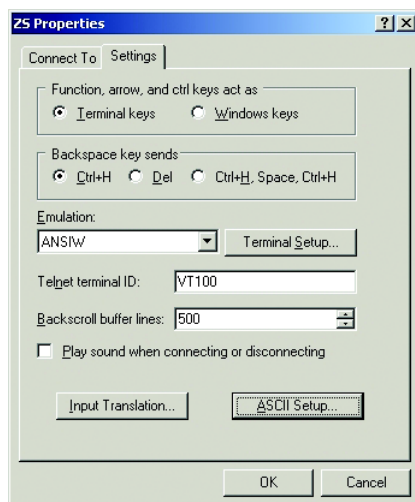 ZS Properties
Connect To Settings
Function, arrow, and ctrl keys act as
Terminal keys Windows keys
Backspace key sends
Ctrl+H Del Ctrl+H, Space, Ctrl+H
Emulation:
ANSIW Terminal Setup...
Telnet terminal ID: VT100
Backscroll buffer lines: 500
Play sound when connecting or disconnecting
Input Translation... ASCII Setup...
OK Cancel